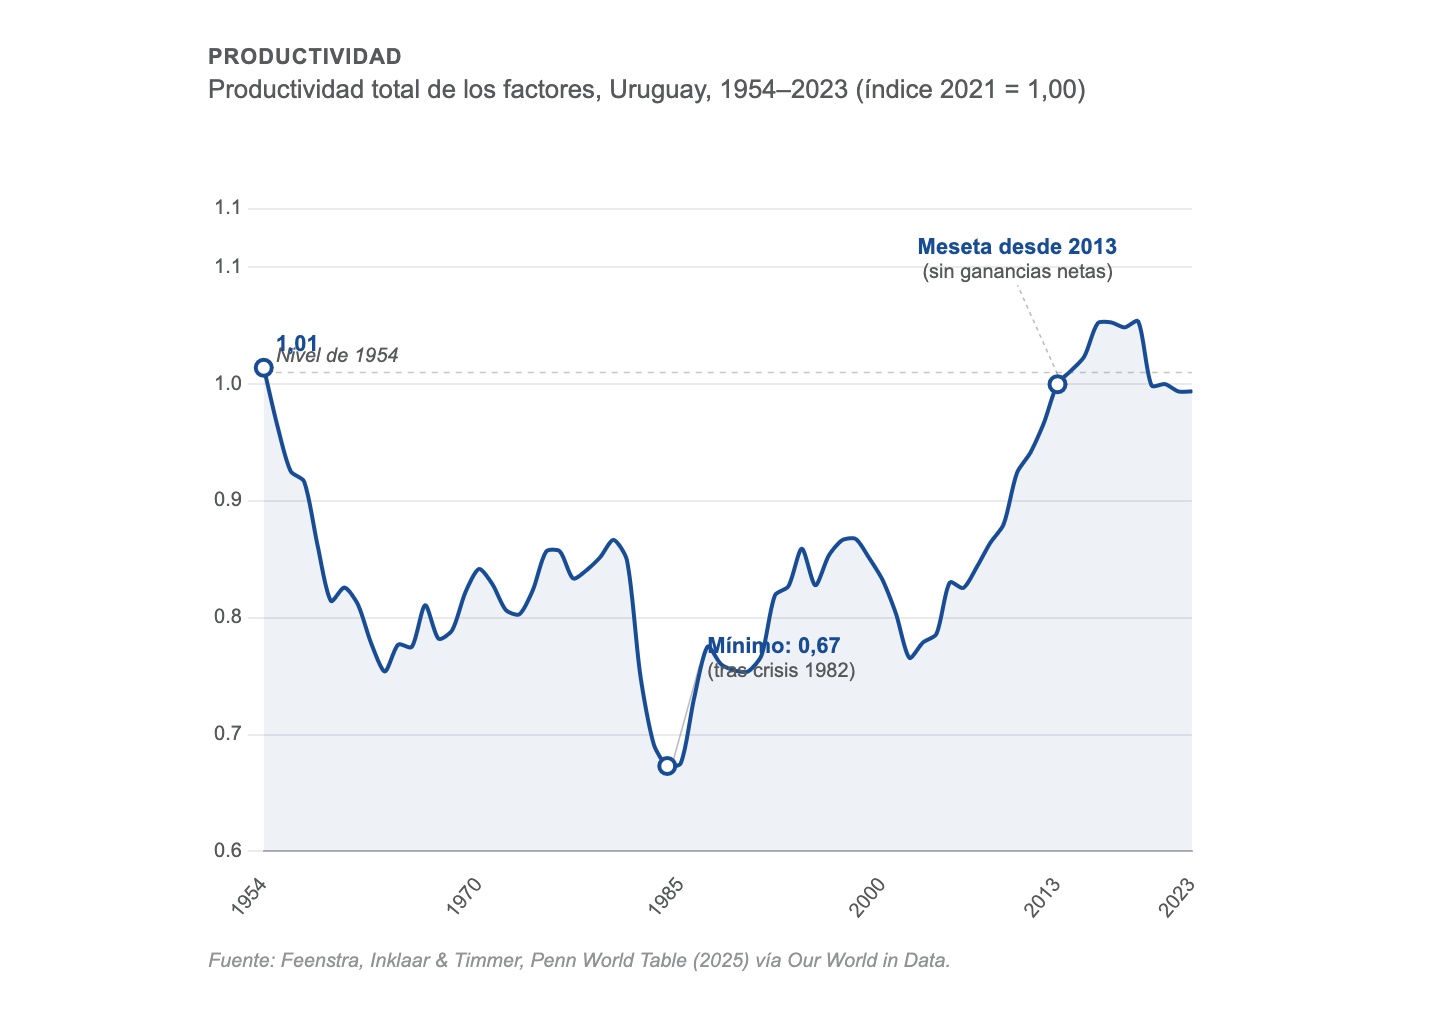 PRODUCTIVIDAD
Productividad total de los factores, Uruguay, 1954–2023 (índice 2021 = 1,00)
1.1
1.1
Meseta desde 2013
(sin ganancias netas)
1,01
Nivel de 1954
1.0
0.9
0.8
Mínimo: 0,67
(tras crisis 1982)
0.7
0.6
1954
1970
1985
2000
2013
2023
Fuente: Feenstra, Inklaar & Timmer, Penn World Table (2025) vía Our World in Data.